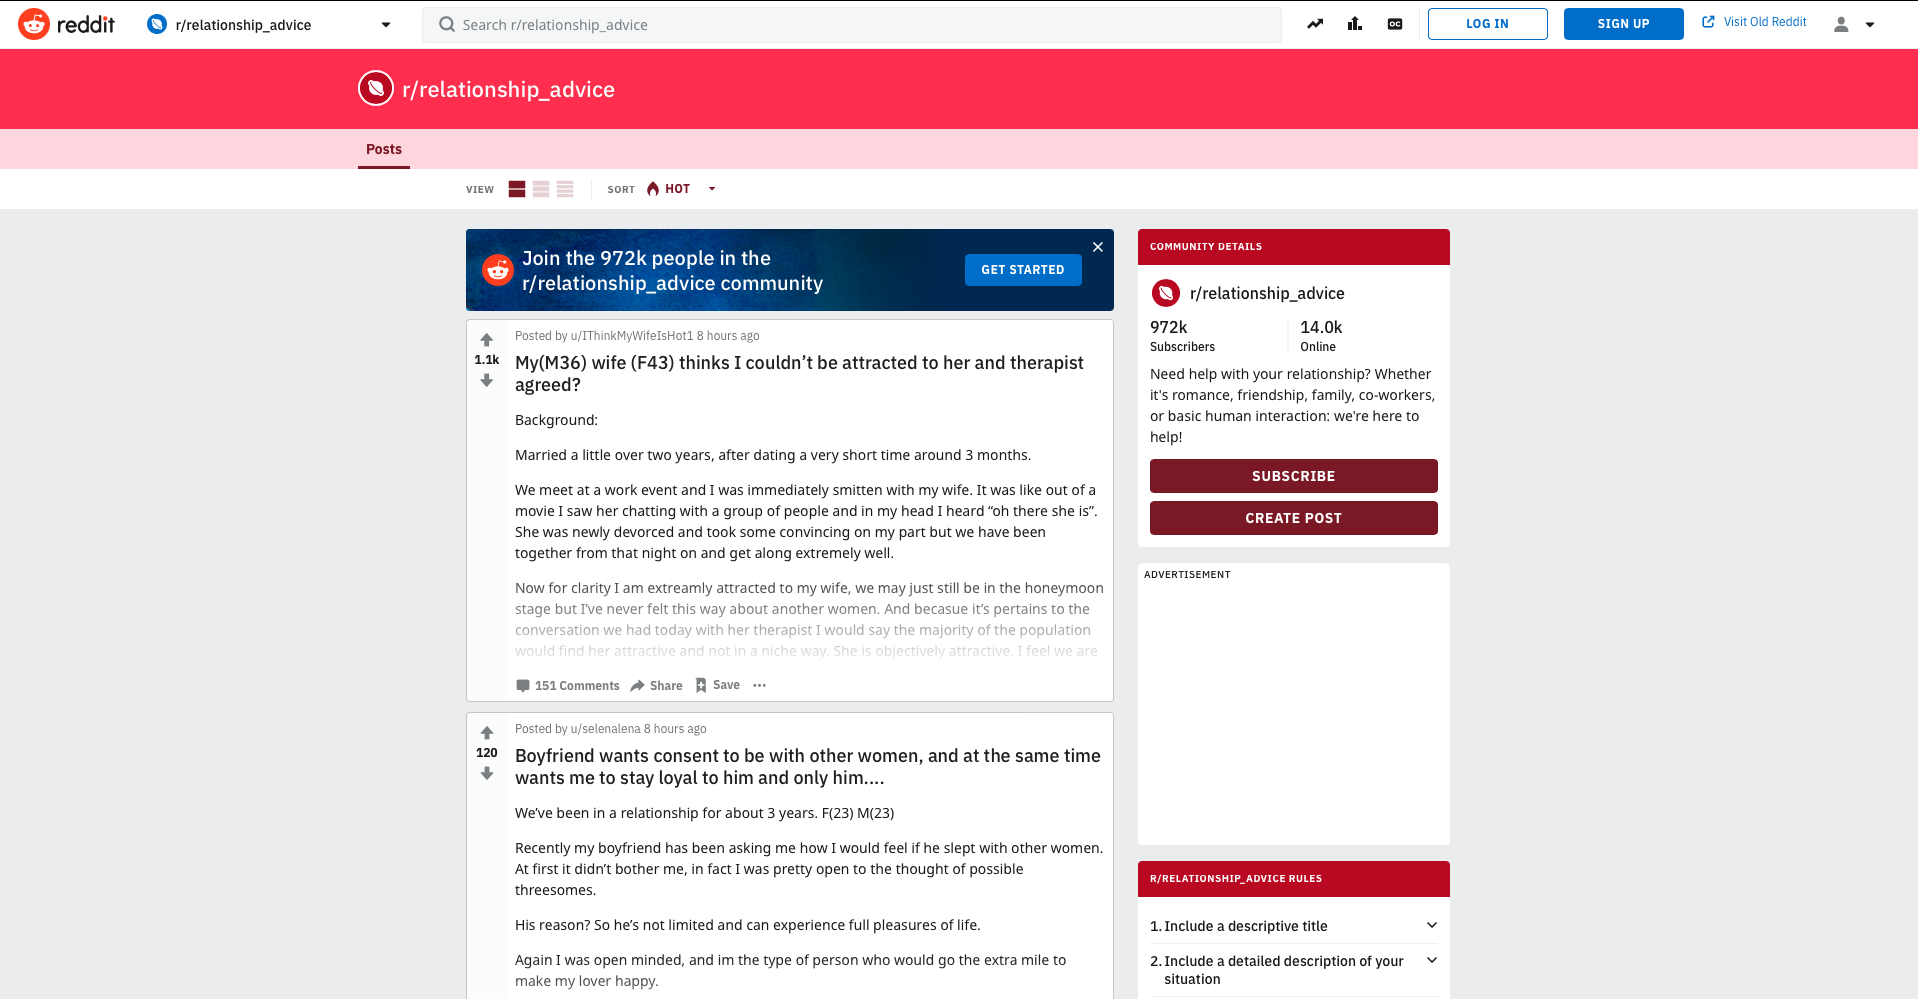 reddit
r/relationship_advice
Search r/relationship_advice
LOG IN
SIGN UP
Visit Old Reddit
r/relationship_advice
Posts
VIEW
SORT
HOT
Join the 972k people in the
r/relationship_advice community
GET STARTED
1.1k
Posted by u/IThinkMyWifeIsHot1 8 hours ago
My(M36) wife (F43) thinks I couldn’t be attracted to her and therapist
agreed?
Background:
Married a little over two years, after dating a very short time around 3 months.
We meet at a work event and I was immediately smitten with my wife. It was like out of a
movie I saw her chatting with a group of people and in my head I heard “oh there she is”.
She was newly devorced and took some convincing on my part but we have been
together from that night on and get along extremely well.
Now for clarity I am extreamly attracted to my wife, we may just still be in the honeymoon
stage but I’ve never felt this way about another women. And becasue it’s pertains to the
conversation we had today with her therapist I would say the majority of the population
would find her attractive and not in a niche way. She is objectively attractive. I feel we are
151 Comments
Share
Save
120
Posted by u/selenalena 8 hours ago
Boyfriend wants consent to be with other women, and at the same time
wants me to stay loyal to him and only him....
We’ve been in a relationship for about 3 years. F(23) M(23)
Recently my boyfriend has been asking me how I would feel if he slept with other women.
At first it didn’t bother me, in fact I was pretty open to the thought of possible
threesomes.
His reason? So he’s not limited and can experience full pleasures of life.
Again I was open minded, and im the type of person who would go the extra mile to
make my lover happy.
COMMUNITY DETAILS
r/relationship_advice
972k
Subscribers
14.0k
Online
Need help with your relationship? Whether
it's romance, friendship, family, co-workers,
or basic human interaction: we're here to
help!
SUBSCRIBE
CREATE POST
ADVERTISEMENT
R/RELATIONSHIP_ADVICE RULES
1. Include a descriptive title
2. Include a detailed description of your
situation